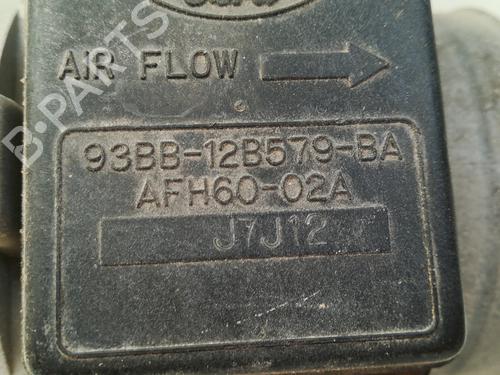 AIR FLOW
93BB-12B579-BA
AFH60-02A
J7J12
B-PARTS